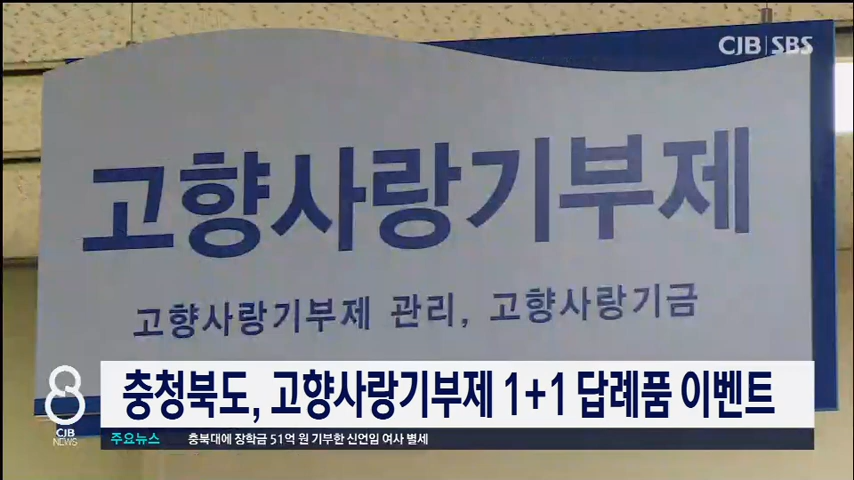 CJB|SBS
고향사랑기부제
고향사랑기부제 관리, 고향사랑기금
8
충청북도, 고향사랑기부제 1+1 답례품 이벤트
CJB
NEWS
주요뉴스 충북대에 장학금 51억 원 기부한 신언임 여사 별세